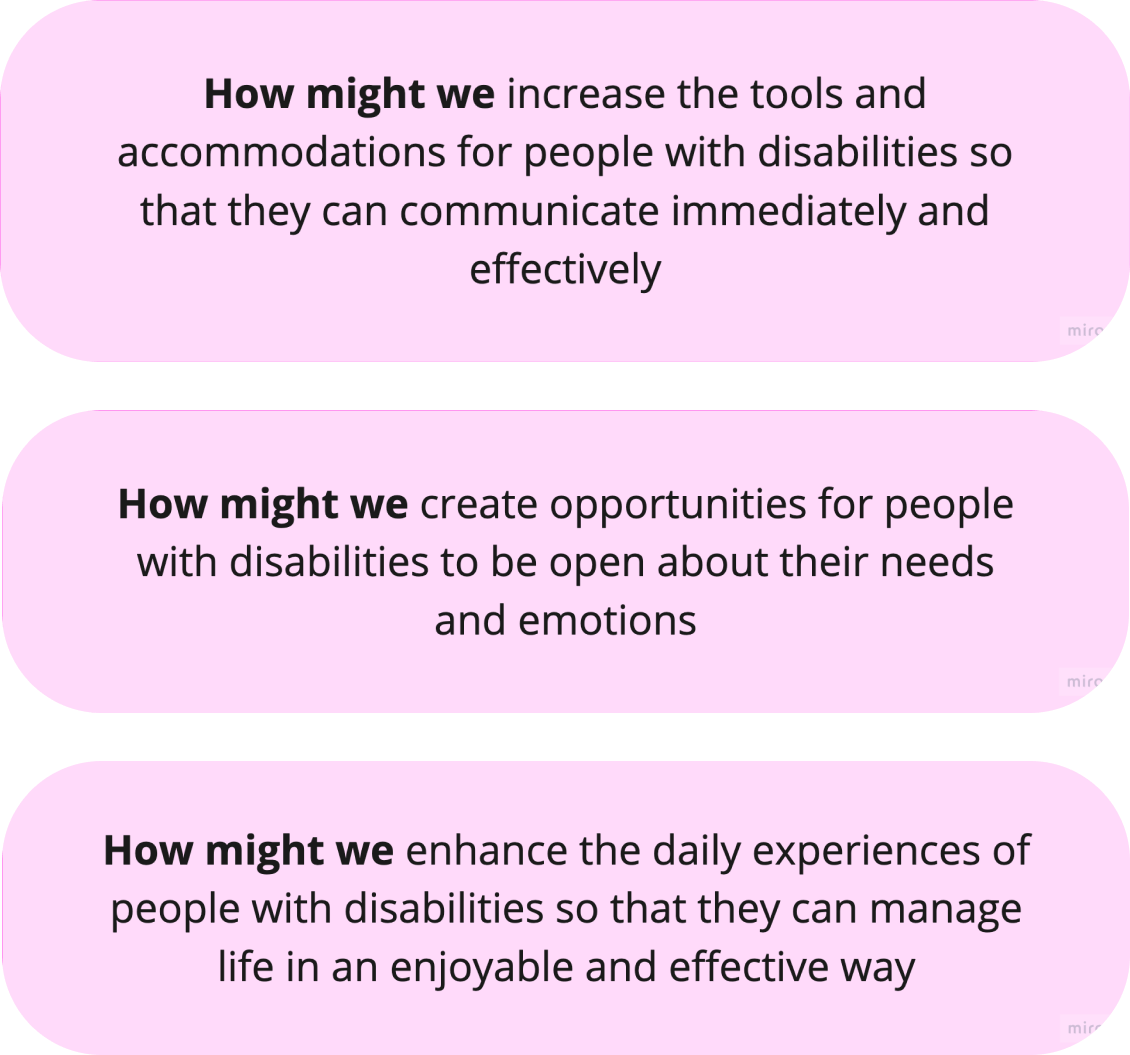 How might we increase the tools and
accommodations for people with disabilities so
that they can communicate immediately and
effectively
miro
How might we create opportunities for people
with disabilities to be open about their needs
and emotions
miro
How might we enhance the daily experiences of
people with disabilities so that they can manage
life in an enjoyable and effective way
miro